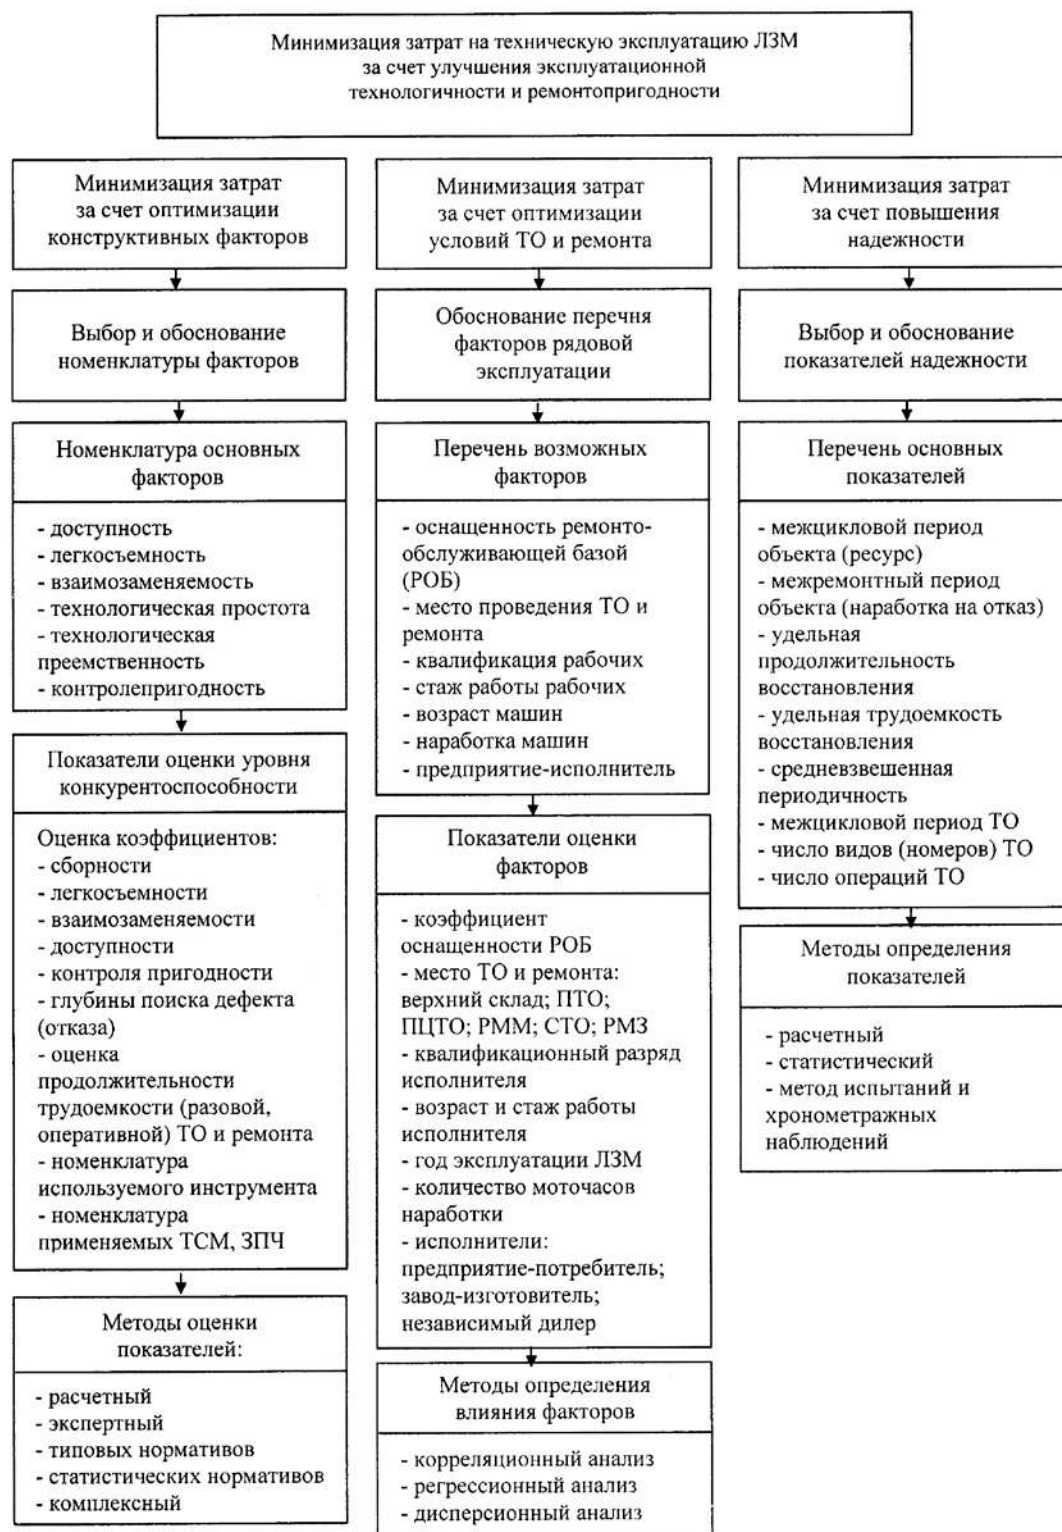 Минимизация затрат на техническую эксплуатацию ЛЗМ
за счет улучшения эксплуатационной
технологичности и ремонтопригодности
Минимизация затрат
за счет оптимизации
конструктивных факторов
Выбор и обоснование
номенклатуры факторов
Номенклатура основных
факторов
- доступность
- легкосъемность
- взаимозаменяемость
- технологическая простота
- технологическая
преемственность
- контролепригодность
Показатели оценки уровня
конкурентоспособности
Оценка коэффициентов:
- сборности
- легкосъемности
- взаимозаменяемости
- доступности
- контроля пригодности
- глубины поиска дефекта
(отказа)
- оценка
продолжительности
трудоемкости (разовой,
оперативной) ТО и ремонта
- номенклатура
используемого инструмента
- номенклатура
применяемых ТСМ, ЗПЧ
Методы оценки
показателей:
- расчетный
- экспертный
- типовых нормативов
- статистических нормативов
- комплексный
Минимизация затрат
за счет оптимизации
условий ТО и ремонта
Обоснование перечня
факторов рядовой
эксплуатации
Перечень возможных
факторов
- оснащенность ремонто-
обслуживающей базой
(РОБ)
- место проведения ТО и
ремонта
- квалификация рабочих
- стаж работы рабочих
- возраст машин
- наработка машин
- предприятие-исполнитель
Показатели оценки
факторов
- коэффициент
оснащенности РОБ
- место ТО и ремонта:
верхний склад; ПТО;
ПЦТО; РММ; СТО; РМЗ
- квалификационный разряд
исполнителя
- возраст и стаж работы
исполнителя
- год эксплуатации ЛЗМ
- количество моточасов
наработки
- исполнители:
предприятие-потребитель;
завод-изготовитель;
независимый дилер
Методы определения
влияния факторов
- корреляционный анализ
- регрессионный анализ
- дисперсионный анализ
Минимизация затрат
за счет повышения
надежности
Выбор и обоснование
показателей надежности
Перечень основных
показателей
- межцикловой период
объекта (ресурс)
- межремонтный период
объекта (наработка на отказ)
- удельная
продолжительность
восстановления
- удельная трудоемкость
восстановления
- средневзвешенная
периодичность
- межцикловой период ТО
- число видов (номеров) ТО
- число операций ТО
Методы определения
показателей
- расчетный
- статистический
- метод испытаний и
хронометражных
наблюдений